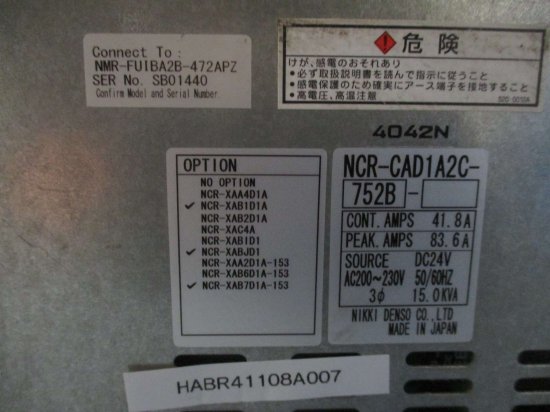 Connect To:
NMR-FUIBA2B-472APZ
SER No. SB01440
Confirm Model and Serial Number.
危険
けが、感電のおそれあり
●必ず取扱説明書を読んで指示に従うこと
●感電保護のため確実にアース端子を接地すること
●高電圧、高温注意
4042N
OPTION
NO OPTION
NCR-XAA4D1A
✓ NCR-XAB1D1A
NCR-XAB2D1A
NCR-XAC4A
NCR-XABID1
✓ NCR-XABJD1
NCR-XAA2D1A-153
NCR-XAB6D1A-153
✓ NCR-XAB7D1A-153
NCR-CAD1A2C-
752B-
CONT. AMPS 41.8A
PEAK. AMPS 83.6A
SOURCE DC24V
AC200~230V 50/60HZ
3φ 15.0KVA
NIKKI DENSO CO., LTD
MADE IN JAPAN
HABR41108A007